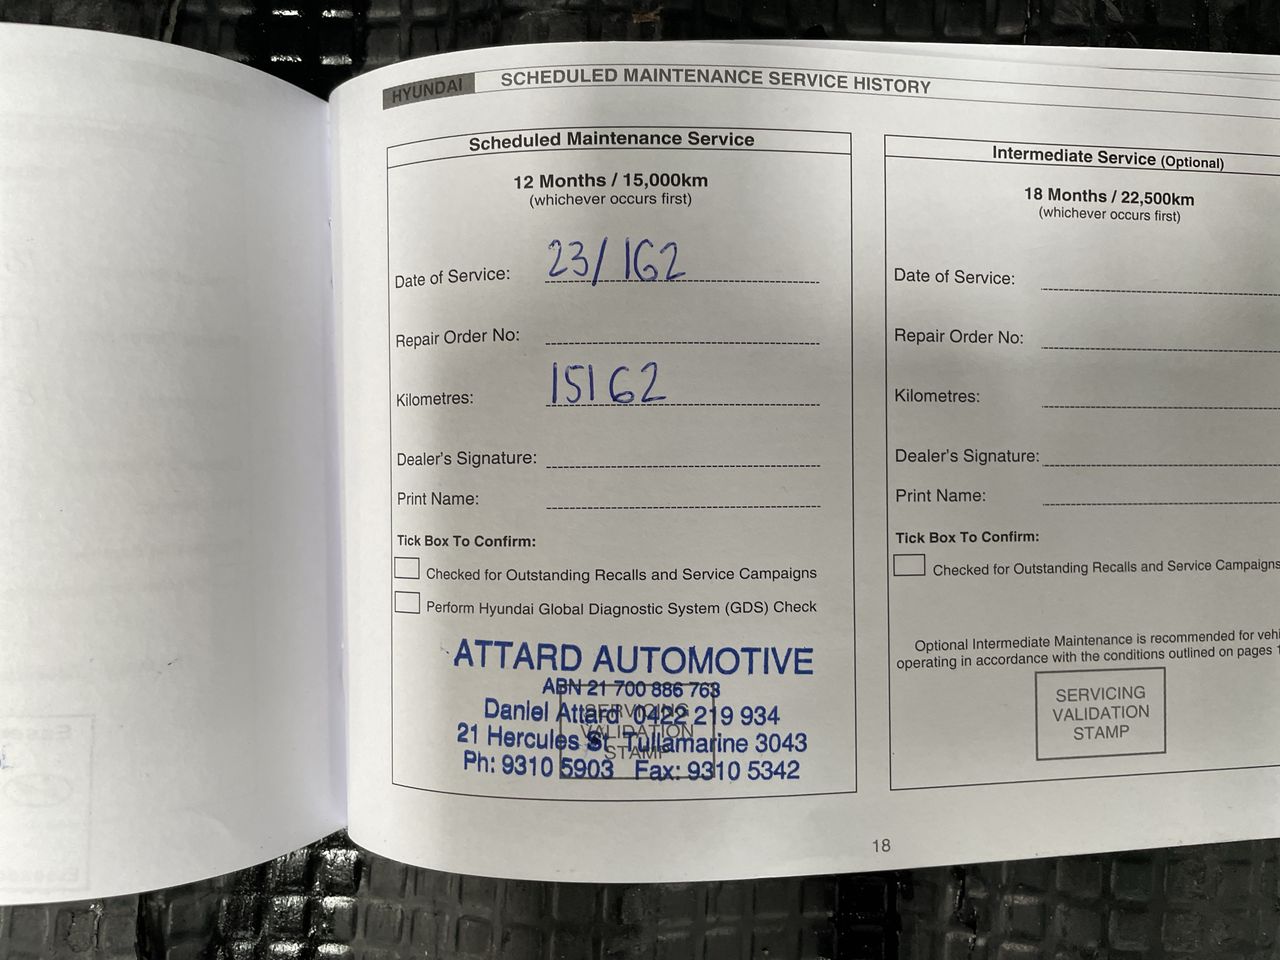 HYUNDAI
SCHEDULED MAINTENANCE SERVICE HISTORY
Scheduled Maintenance Service
12 Months / 15,000km
(whichever occurs first)
Date of Service: 23/162
Repair Order No:
Kilometres: 15162
Dealer's Signature:
Print Name:
Tick Box To Confirm:
Checked for Outstanding Recalls and Service Campaigns
Perform Hyundai Global Diagnostic System (GDS) Check
SERVICING
VALIDATION
STAMP
ATTARD AUTOMOTIVE
ABN 21 700 886 763
Daniel Attard 0422 219 934
21 Hercules St Tullamarine 3043
Ph: 9310 5903 Fax: 9310 5342
Intermediate Service (Optional)
18 Months / 22,500km
(whichever occurs first)
Date of Service:
Repair Order No:
Kilometres:
Dealer's Signature:
Print Name:
Tick Box To Confirm:
Checked for Outstanding Recalls and Service Campaigns
Optional Intermediate Maintenance is recommended for vehi
operating in accordance with the conditions outlined on pages 1
SERVICING
VALIDATION
STAMP
18